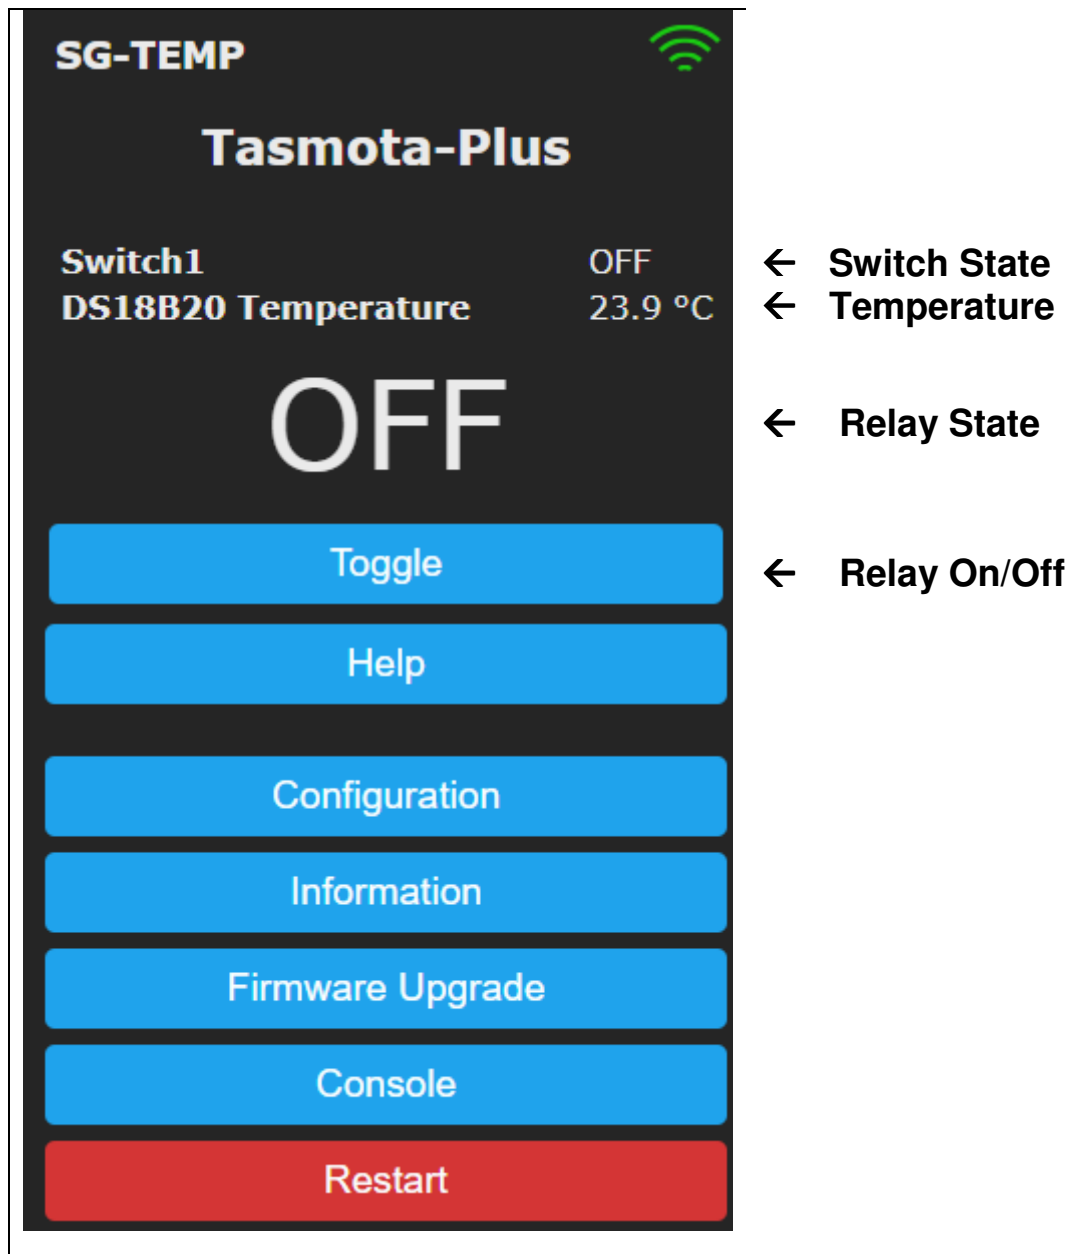 SG-TEMP
Tasmota-Plus
Switch1 OFF ← Switch State
DS18B20 Temperature 23.9 °C ← Temperature
OFF ← Relay State
Toggle ← Relay On/Off
Help
Configuration
Information
Firmware Upgrade
Console
Restart